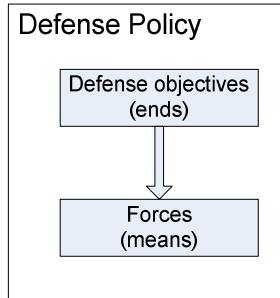 Defense Policy
Defense objectives
(ends)
Forces
(means)